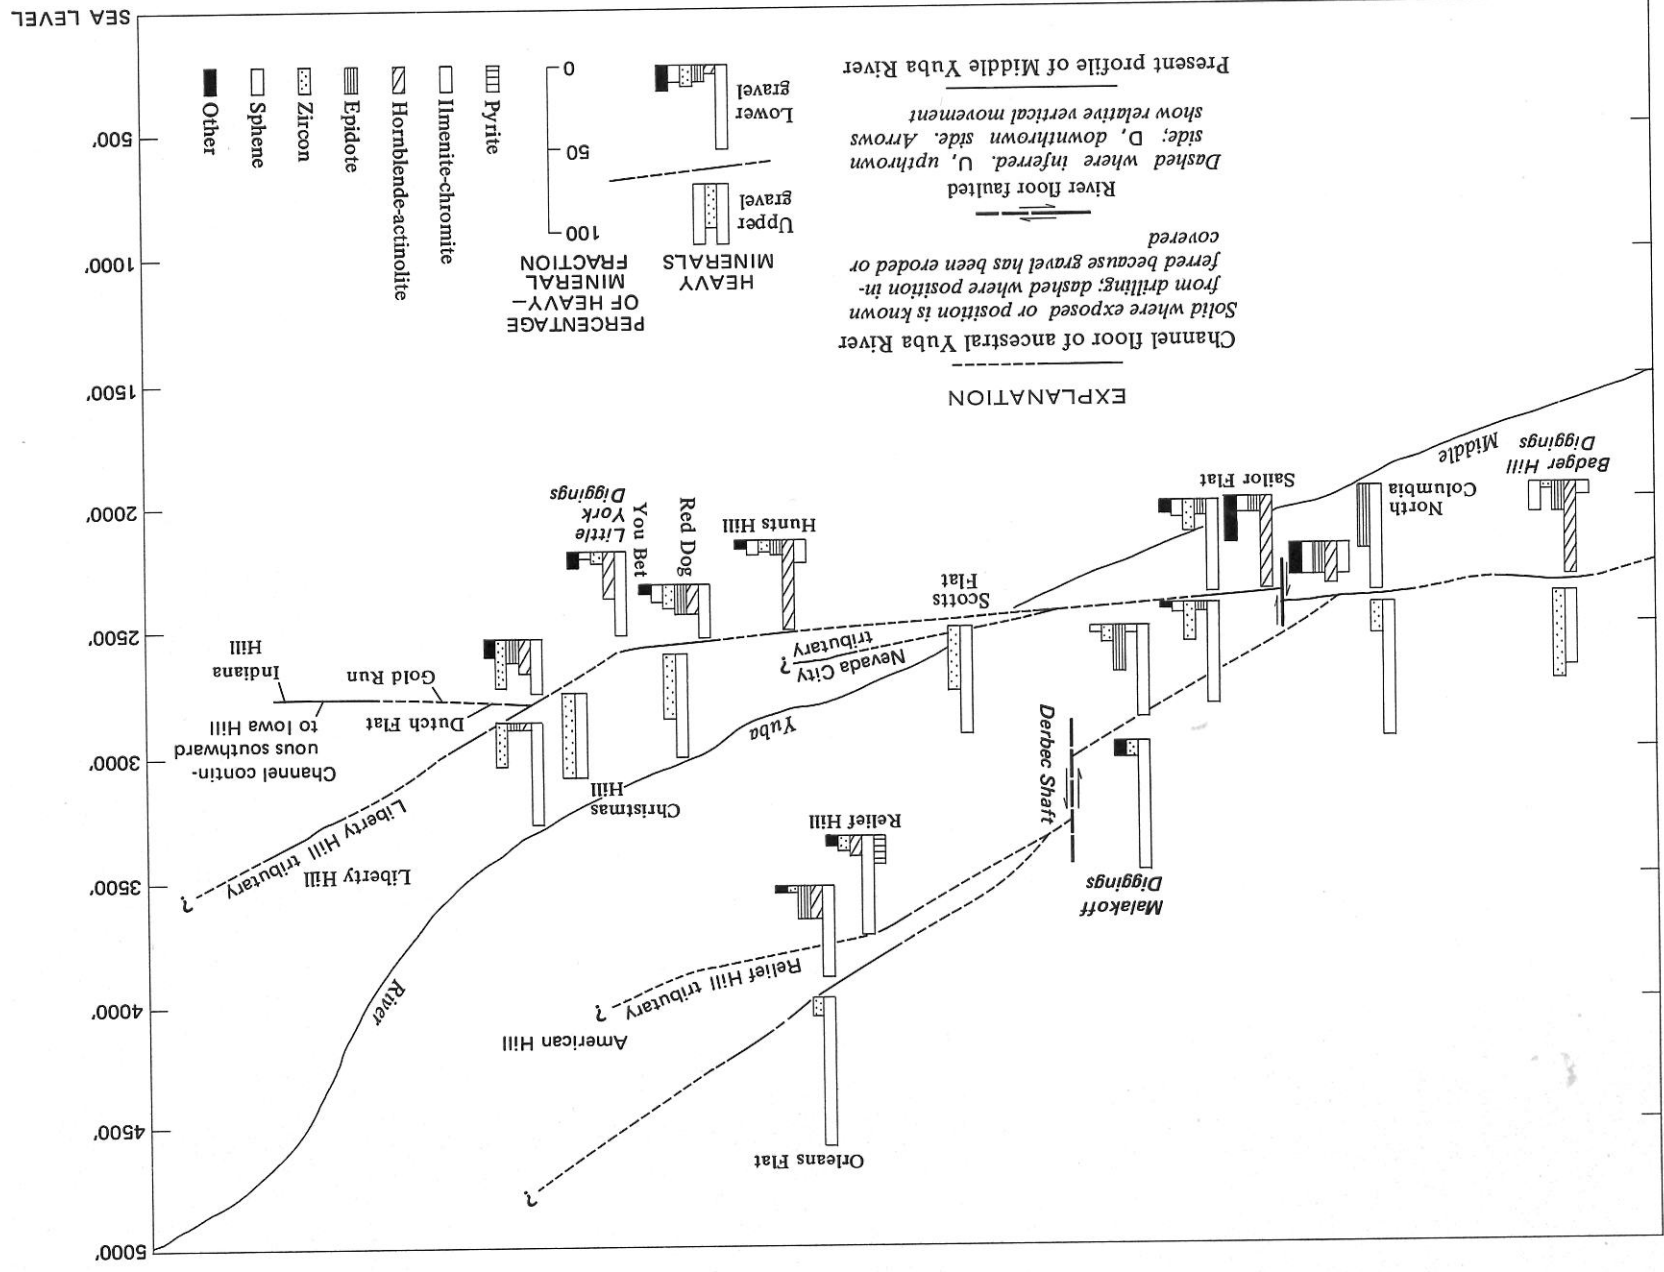 Orleans Flat
American Hill
Relief Hill tributary
?
?
Malakoff
Diggings
Relief Hill
Derbec Shaft
River
Yuba
Middle
Liberty Hill
Liberty Hill tributary
?
Christmas
Hill
Channel contin-
uous southward
to Iowa Hill
Dutch Flat
Gold Run
Indiana
Hill
Nevada City
tributary
?
Scotts
Flat
Hunts Hill
Red Dog
You Bet
Little
York
Diggings
Sailor Flat
North
Columbia
Badger Hill
Diggings
5000'
4500'
4000'
3500'
3000'
2500'
2000'
1500'
1000'
500'
SEA LEVEL
EXPLANATION
Channel floor of ancestral Yuba River
Solid where exposed or position is known
from drilling; dashed where position in-
ferred because gravel has been eroded or
covered
River floor faulted
Dashed where inferred. U, upthrown
side; D, downthrown side. Arrows
show relative vertical movement
Present profile of Middle Yuba River
HEAVY
MINERALS
Upper
gravel
Lower
gravel
PERCENTAGE
OF HEAVY–
MINERAL
FRACTION
100
50
0
Pyrite
Ilmenite-chromite
Hornblende-actinolite
Epidote
Zircon
Sphene
Other